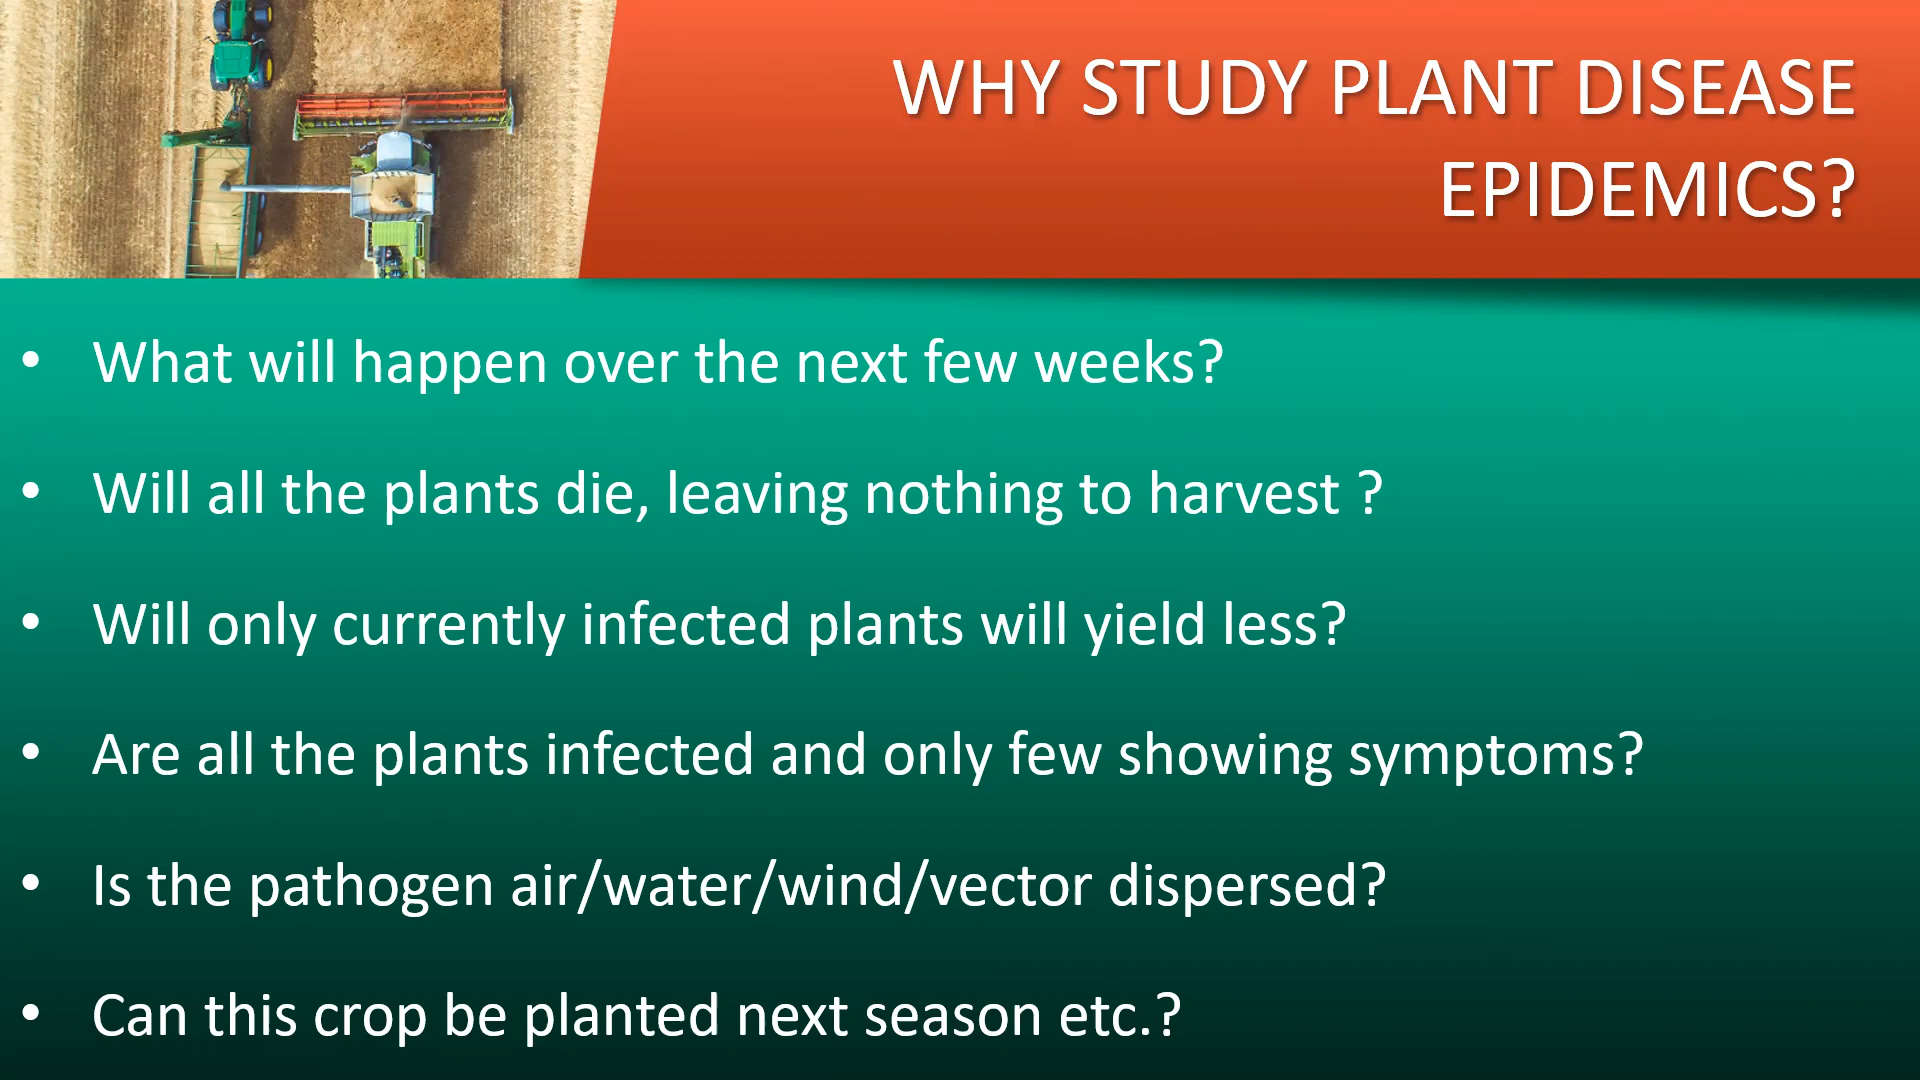 WHY STUDY PLANT DISEASE
EPIDEMICS?
• What will happen over the next few weeks?
• Will all the plants die, leaving nothing to harvest ?
• Will only currently infected plants will yield less?
• Are all the plants infected and only few showing symptoms?
• Is the pathogen air/water/wind/vector dispersed?
• Can this crop be planted next season etc.?